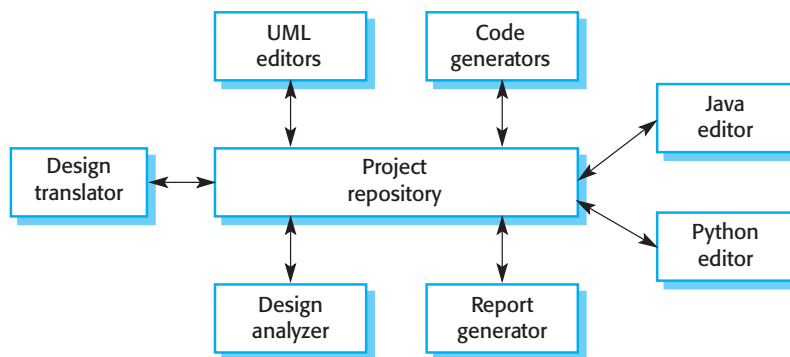 UML
editors
Code
generators
Java
editor
Design
translator
Project
repository
Python
editor
Design
analyzer
Report
generator